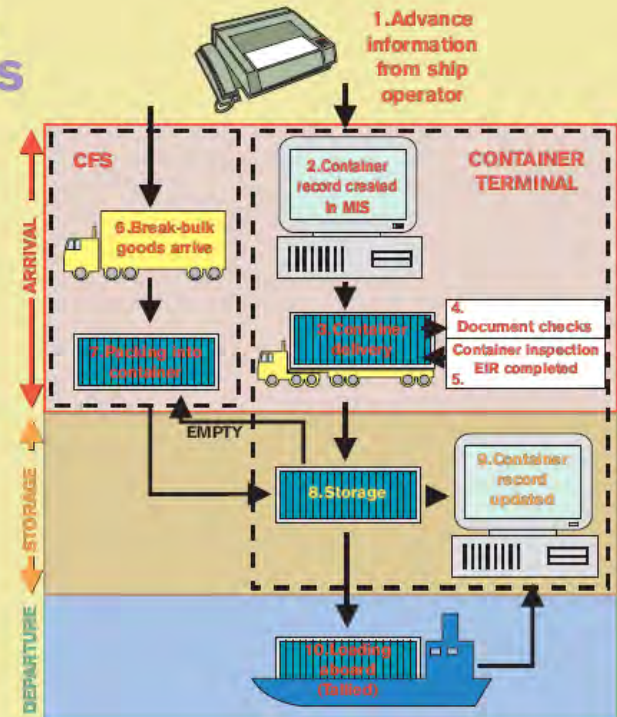 S
1.Advance
information
from ship
operator
CFS
CONTAINER
TERMINAL
2.Container
record created
in MIS
6.Break-bulk
goods arrive
ARRIVAL
3.Container
delivery
4.
Document checks
Container inspection
EIR completed
5.
7.Packing into
container
EMPTY
STORAGE
8.Storage
9.Container
record
updated
DEPARTURE
10.Loading
aboard
(Tallied)